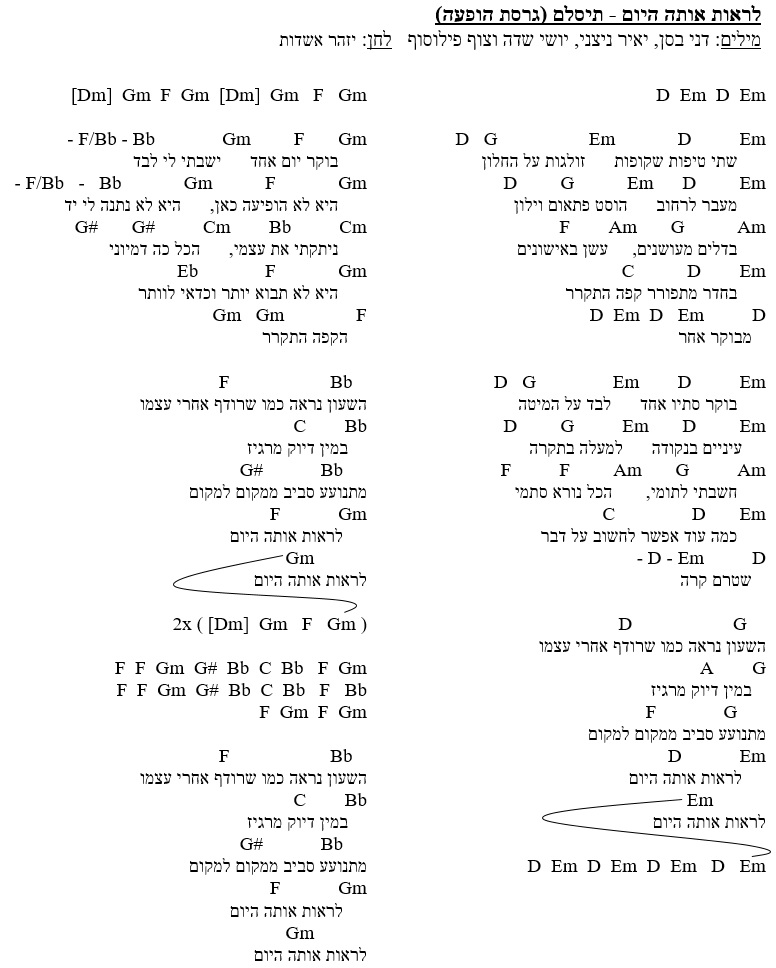 לראות אותה היום - תיסלם (גרסת הופעה)
מילים: דני בסן, יאיר ניצני, יושי שדה וצוף פילוסוף לחן: יזהר אשדות
D Em D Em
D G Em D Em
שתי טיפות שקופות זולגות על החלון
D G Em D Em
מעבר לרחוב הוסט פתאום וילון
F Am G Am
בדלים מעושנים, עשן באישונים
C D Em
בחדר מתפורר קפה התקרר
D Em D Em D
מבוקר אחר
D G Em D Em
בוקר סתיו אחד לבד על המיטה
D G Em D Em
עיניים בנקודה למעלה בתקרה
F F Am G Am
חשבתי לתומי, הכל נורא סתמי
C D Em
כמה עוד אפשר לחשוב על דבר
- D - Em D
שטרם קרה
D G
השעון נראה כמו שרודף אחרי עצמו
A G
במין דיוק מרגיז
F G
מתנועע סביב ממקום למקום
D Em
לראות אותה היום
Em
לראות אותה היום
D Em D Em D Em D Em
[Dm] Gm F Gm [Dm] Gm F Gm
- F/Bb - Bb Gm F Gm
בוקר יום אחד ישבתי לי לבד
- F/Bb - Bb Gm F Gm
היא לא הופיעה כאן, היא לא נתנה לי יד
G# G# Cm Bb Cm
ניתקתי את עצמי, הכל כה דמיוני
Eb F Gm
היא לא תבוא יותר וכדאי לוותר
Gm Gm F
הקפה התקרר
F Bb
השעון נראה כמו שרודף אחרי עצמו
C Bb
במין דיוק מרגיז
G# Bb
מתנועע סביב ממקום למקום
F Gm
לראות אותה היום
Gm
לראות אותה היום
2x ( [Dm] Gm F Gm )
F F Gm G# Bb C Bb F Gm
F F Gm G# Bb C Bb F Bb
F Gm F Gm
F Bb
השעון נראה כמו שרודף אחרי עצמו
C Bb
במין דיוק מרגיז
G# Bb
מתנועע סביב ממקום למקום
F Gm
לראות אותה היום
Gm
לראות אותה היום